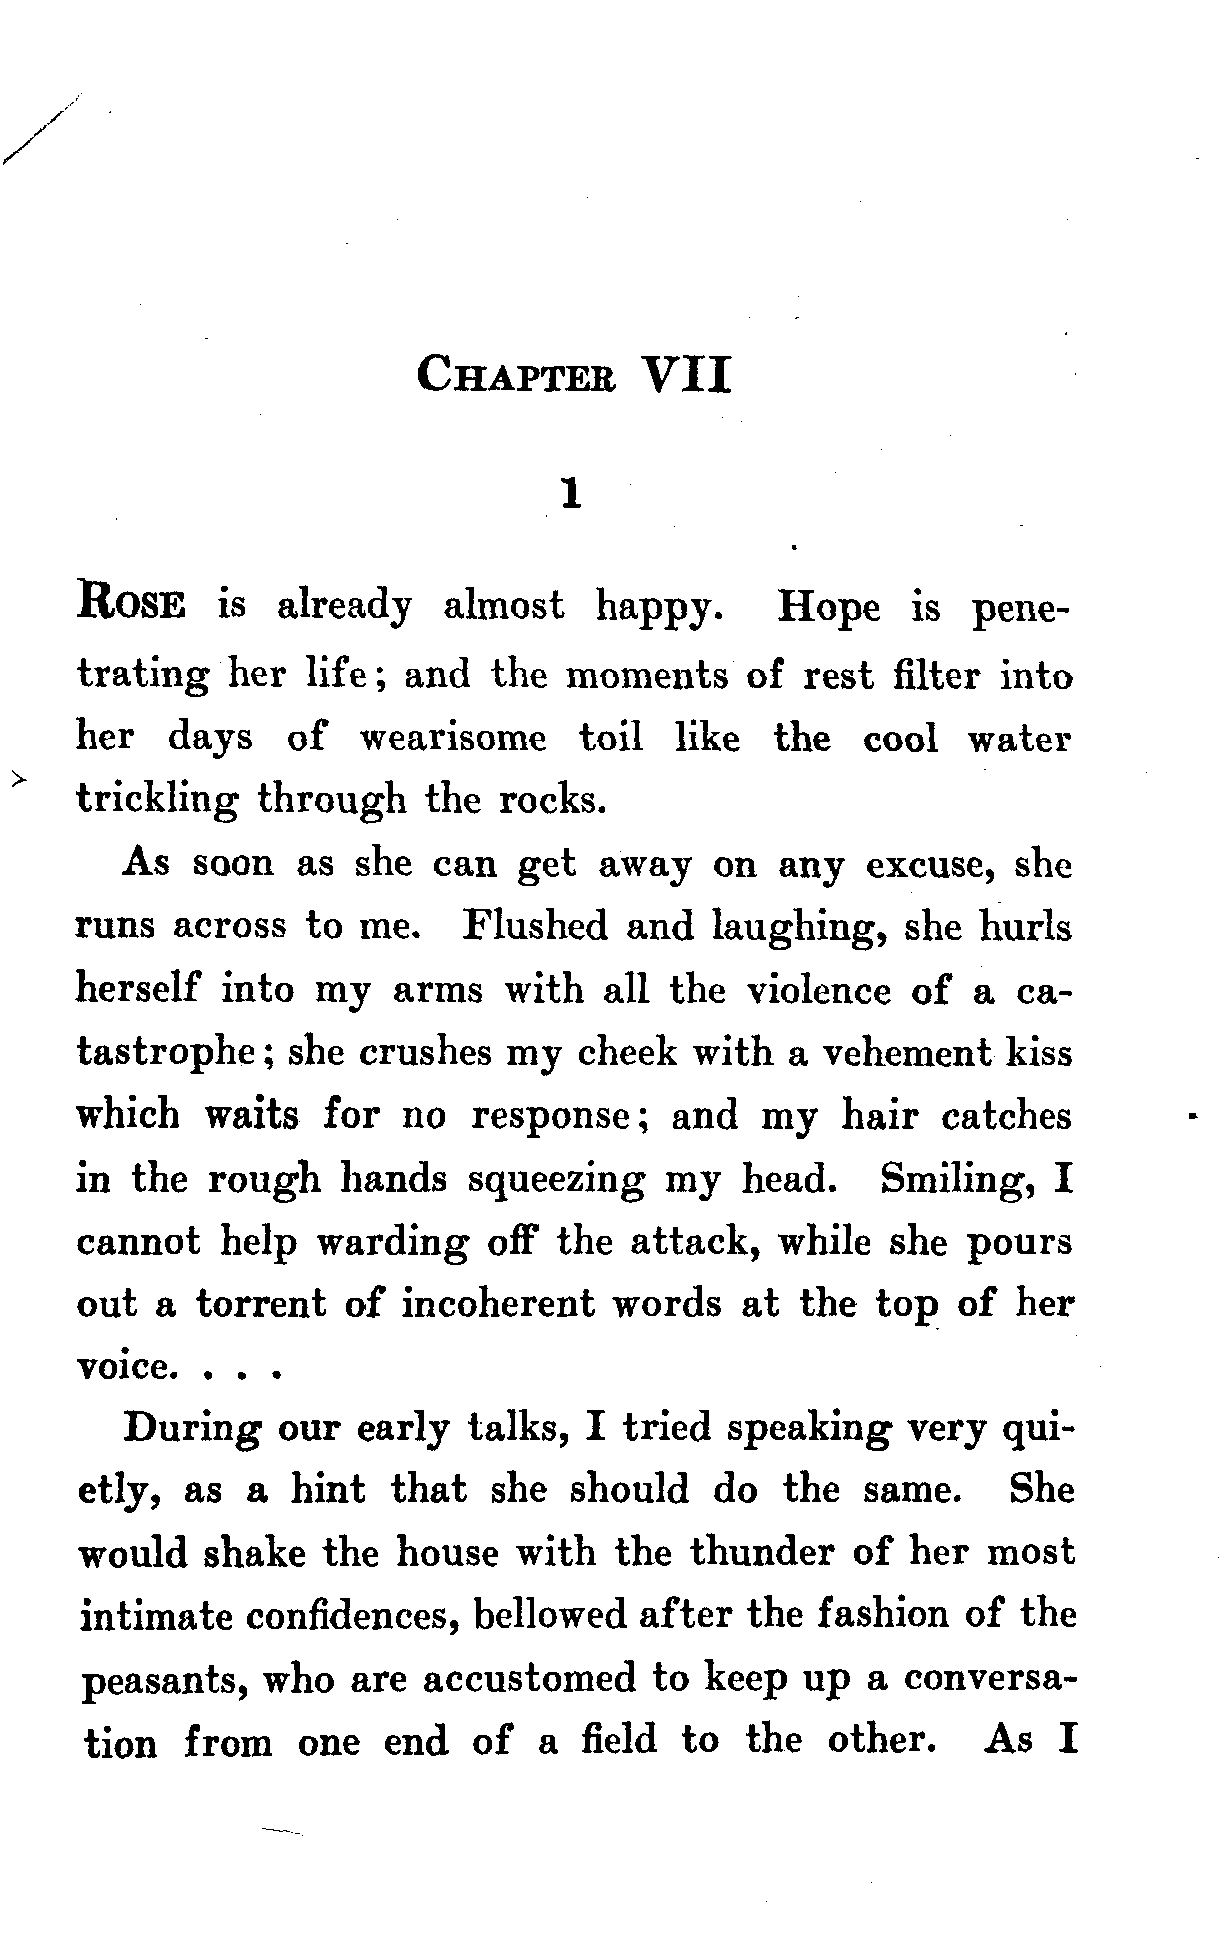 CHAPTER VII
1
ROSE is already almost happy. Hope is pene-
trating her life; and the moments of rest filter into
her days of wearisome toil like the cool water
trickling through the rocks.
As soon as she can get away on any excuse, she
runs across to me. Flushed and laughing, she hurls
herself into my arms with all the violence of a ca-
tastrophe; she crushes my cheek with a vehement kiss
which waits for no response; and my hair catches
in the rough hands squeezing my head. Smiling, I
cannot help warding off the attack, while she pours
out a torrent of incoherent words at the top of her
voice. . . .
During our early talks, I tried speaking very qui-
etly, as a hint that she should do the same. She
would shake the house with the thunder of her most
intimate confidences, bellowed after the fashion of the
peasants, who are accustomed to keep up a conversa-
tion from one end of a field to the other. As I